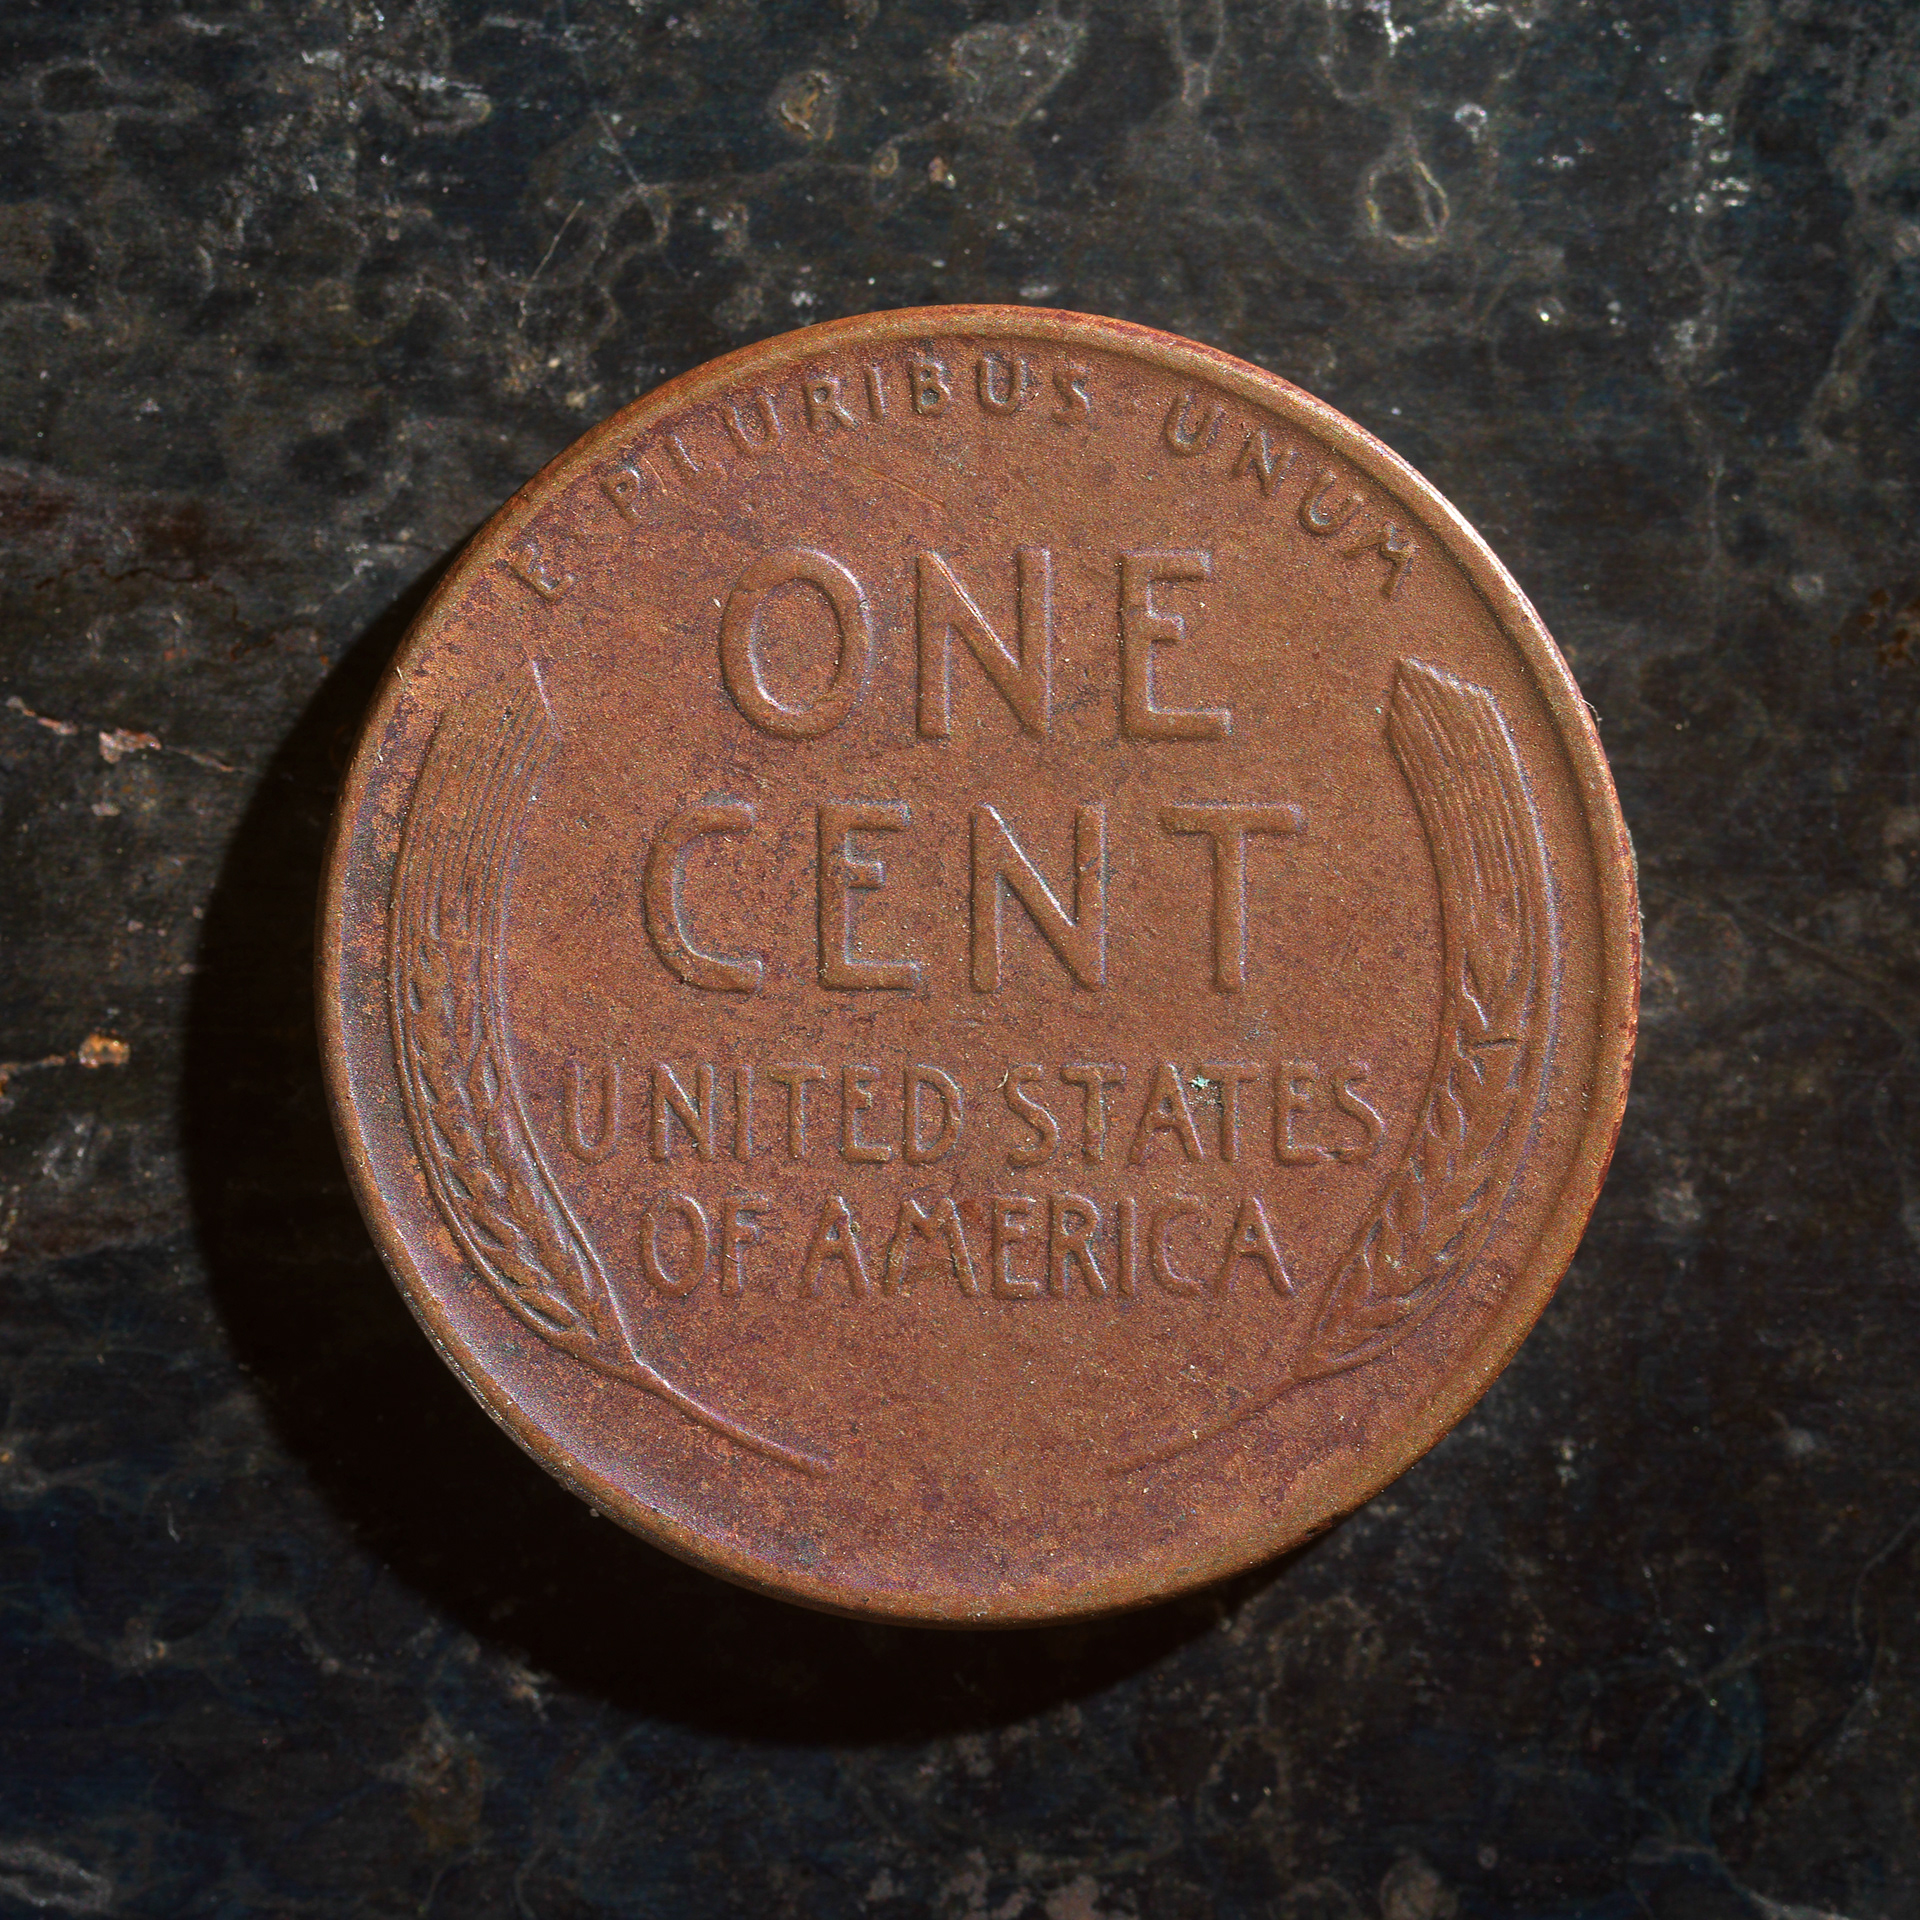 E·PLURIBUS·UNUM
ONE
CENT
UNITED STATES
OF AMERICA